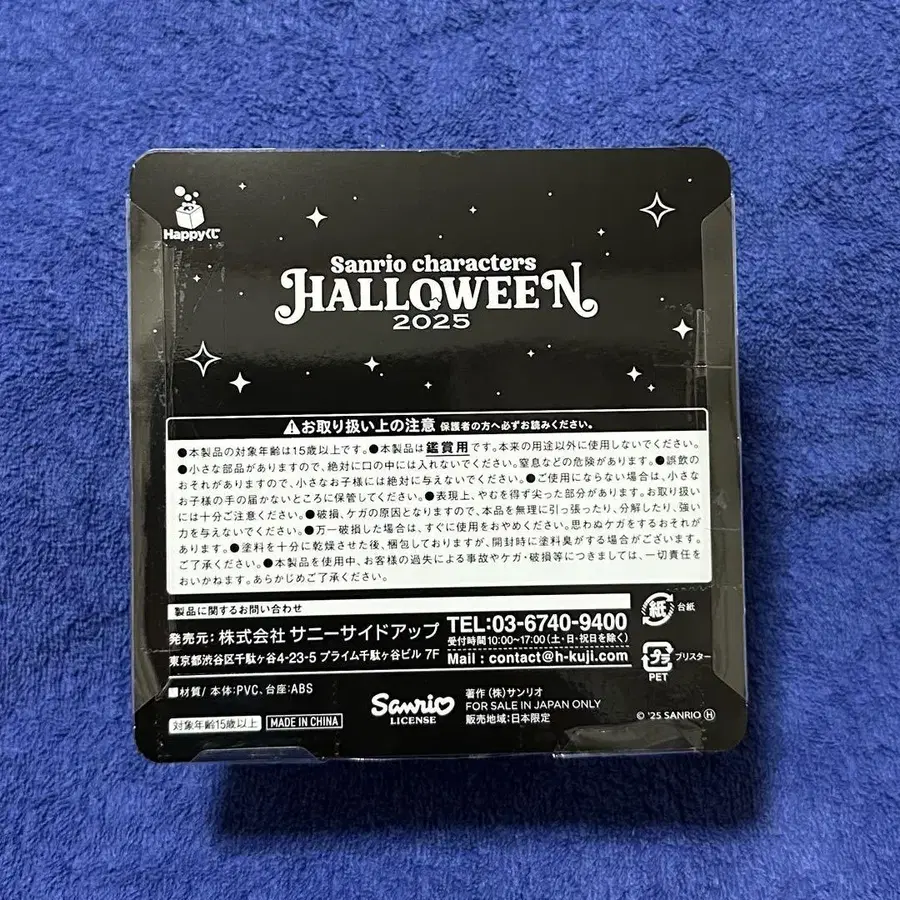 Happyくじ
Sanrio characters
HALLOWEEN
2025
お取り扱い上の注意 保護者の方へ必ずお読みください。
●本製品の対象年齢は15歳以上です。●本製品は鑑賞用です。本来の用途以外に使用しないでください。
●小さな部品がありますので、絶対に口の中には入れないでください。窒息などの危険があります。●誤飲の
おそれがありますので、小さなお子様には絶対に与えないでください。●ご使用にならない場合は、小さな
お子様の手の届かないところに保管してください。●表現上、やむを得ず尖った部分があります。お取り扱い
には十分ご注意ください。●破損、ケガの原因となりますので、本品を無理に引っ張ったり、分解したり、強い
力を与えないでください。●万一破損した場合は、すぐに使用をおやめください。思わぬケガをするおそれが
あります。●塗料を十分に乾燥させた後、梱包しておりますが、開封時に塗料臭がする場合がございます。
ご了承ください。●本製品を使用中、お客様の過失による事故やケガ・破損等につきましては、一切責任を
おいかねます。あらかじめご了承ください。
製品に関するお問い合わせ
発売元:株式会社 サニーサイドアップ
東京都渋谷区千駄ヶ谷4-23-5 プライム千駄ヶ谷ビル 7F
TEL:03-6740-9400
受付時間10:00~17:00(土・日・祝日を除く)
Mail : contact@h-kuji.com
紙 台紙
プラ ブリスター
PET
■材質/ 本体:PVC、台座:ABS
対象年齢15歳以上 MADE IN CHINA
Sanrio
LICENSE
著作 (株)サンリオ
FOR SALE IN JAPAN ONLY
販売地域:日本限定
© '25 SANRIO Ⓗ